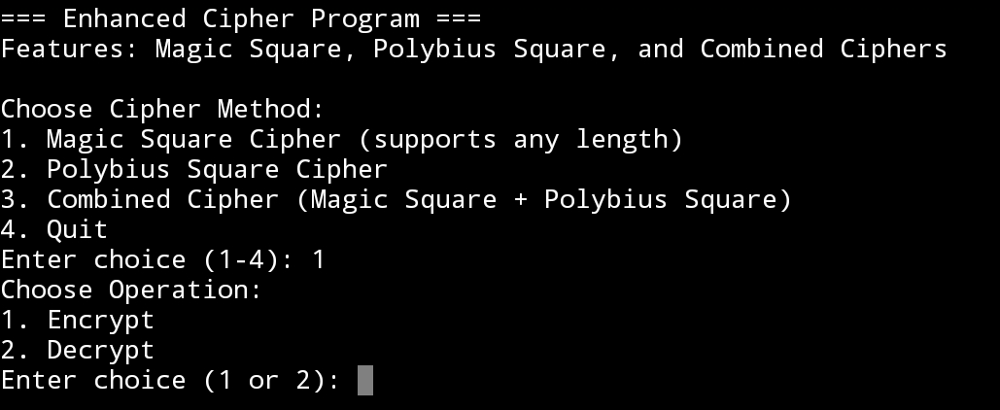 === Enhanced Cipher Program ===
Features: Magic Square, Polybius Square, and Combined Ciphers
Choose Cipher Method:
1. Magic Square Cipher (supports any length)
2. Polybius Square Cipher
3. Combined Cipher (Magic Square + Polybius Square)
4. Quit
Enter choice (1-4): 1
Choose Operation:
1. Encrypt
2. Decrypt
Enter choice (1 or 2):